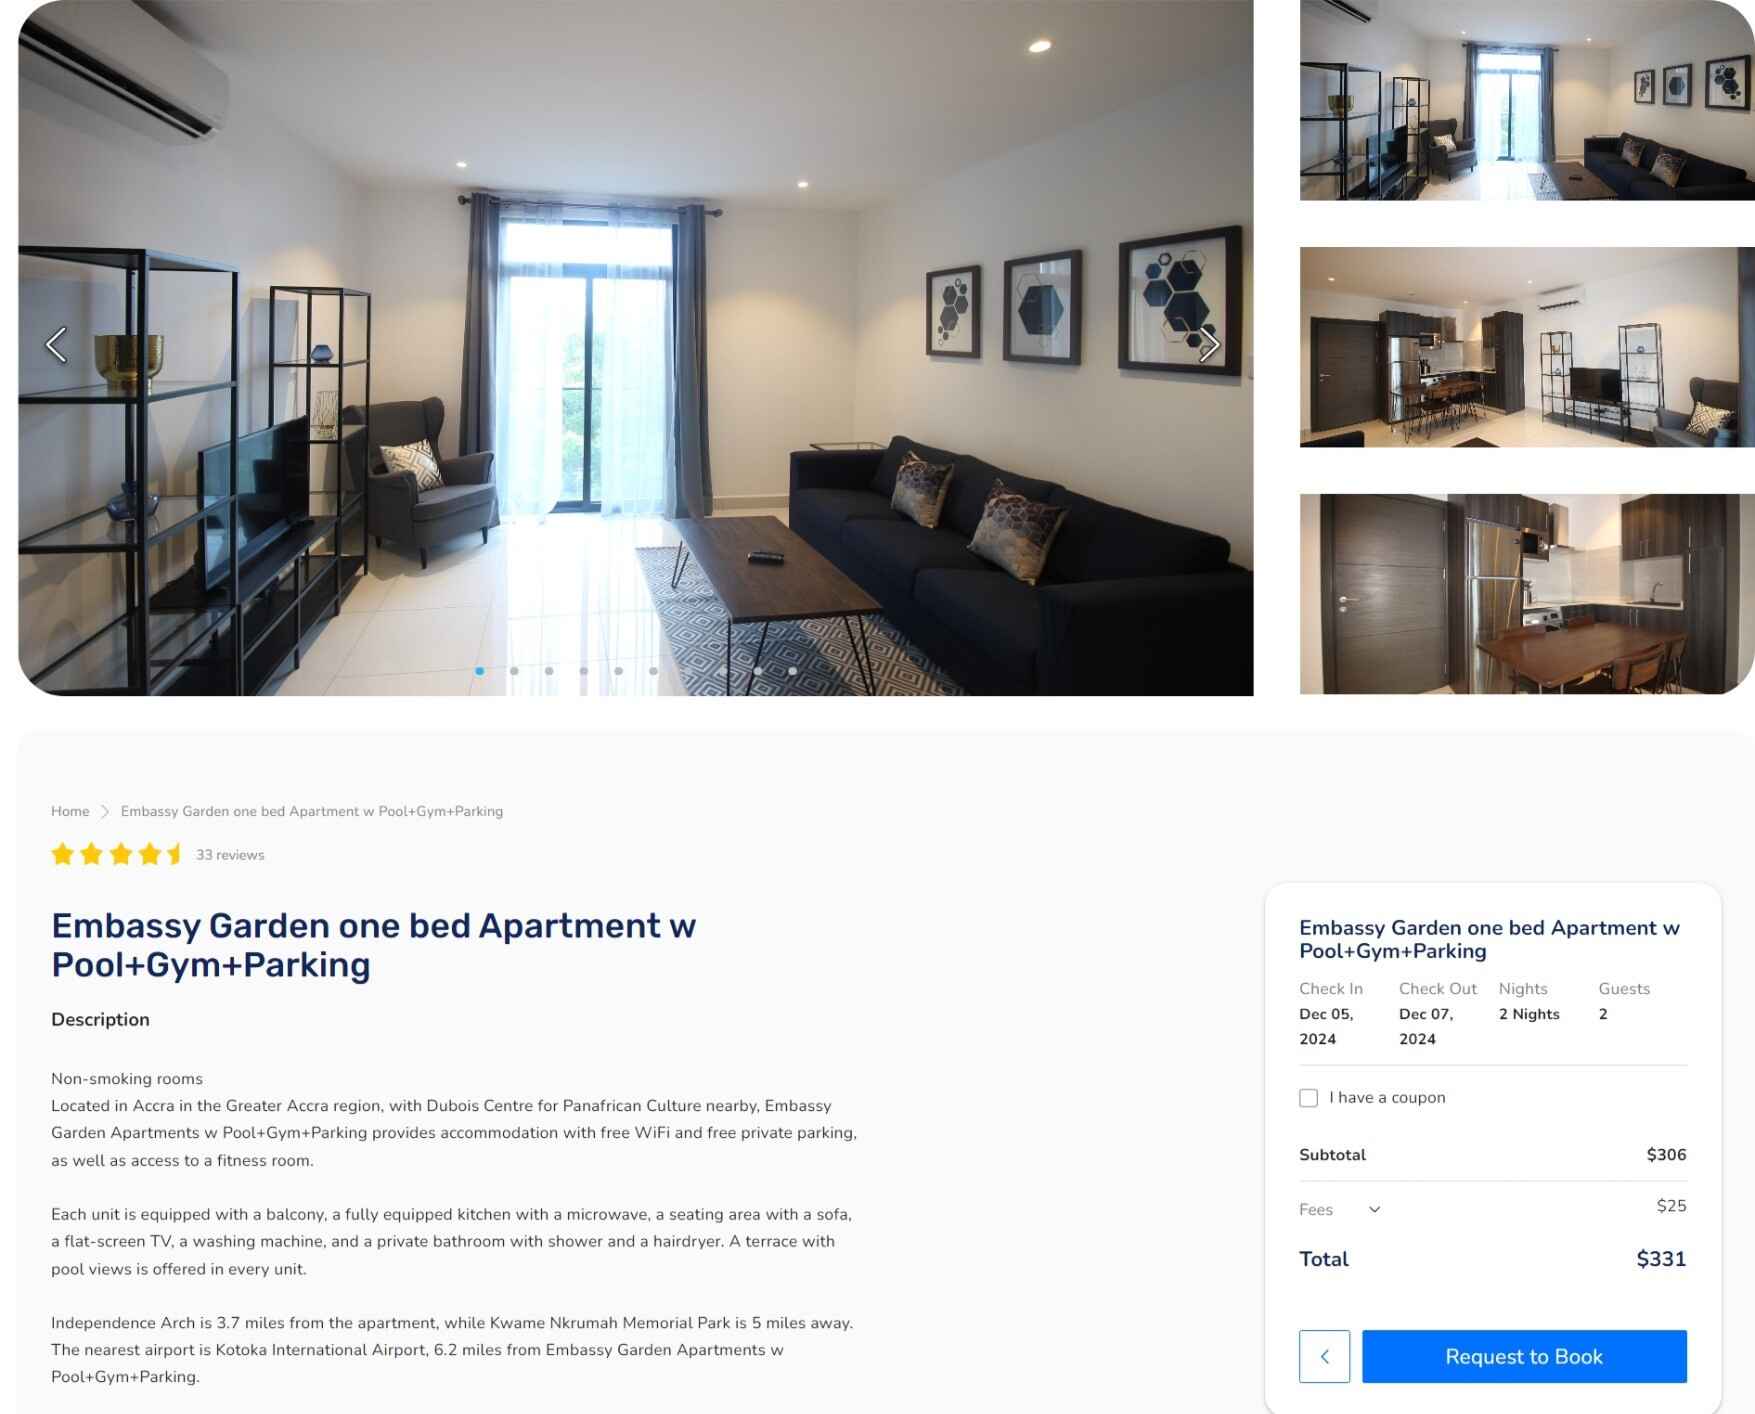 Home > Embassy Garden one bed Apartment w Pool+Gym+Parking
33 reviews
Embassy Garden one bed Apartment w
Pool+Gym+Parking
Description
Non-smoking rooms
Located in Accra in the Greater Accra region, with Dubois Centre for Panafrican Culture nearby, Embassy
Garden Apartments w Pool+Gym+Parking provides accommodation with free WiFi and free private parking,
as well as access to a fitness room.
Each unit is equipped with a balcony, a fully equipped kitchen with a microwave, a seating area with a sofa,
a flat-screen TV, a washing machine, and a private bathroom with shower and a hairdryer. A terrace with
pool views is offered in every unit.
Independence Arch is 3.7 miles from the apartment, while Kwame Nkrumah Memorial Park is 5 miles away.
The nearest airport is Kotoka International Airport, 6.2 miles from Embassy Garden Apartments w
Pool+Gym+Parking.
Embassy Garden one bed Apartment w
Pool+Gym+Parking
Check In Check Out Nights Guests
Dec 05, Dec 07, 2 Nights 2
2024 2024
I have a coupon
Subtotal $306
Fees $25
Total $331
Request to Book